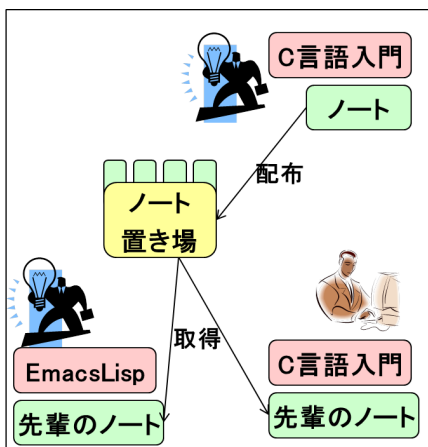 C言語入門
ノート
配布
ノート
置き場
取得
EmacsLisp
先輩のノート
C言語入門
先輩のノート